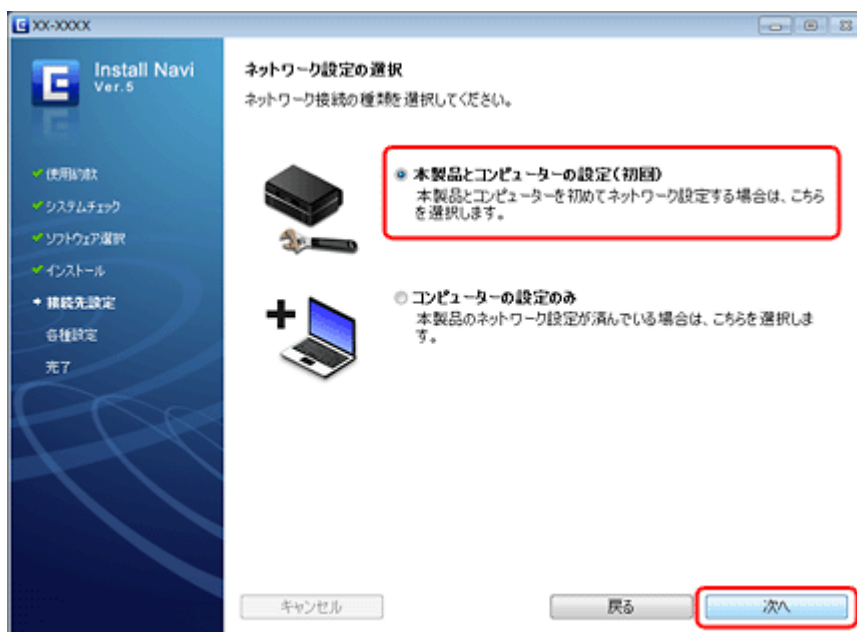 XX-XXXX
Install Navi
Ver.5
使用約款
システムチェック
ソフトウェア選択
インストール
接続先設定
各種設定
完了
ネットワーク設定の選択
ネットワーク接続の種類を選択してください。
本製品とコンピューターの設定(初回)
本製品とコンピューターを初めてネットワーク設定する場合は、こちら
を選択します。
コンピューターの設定のみ
本製品のネットワーク設定が済んでいる場合は、こちらを選択しま
す。
キャンセル
戻る
次へ